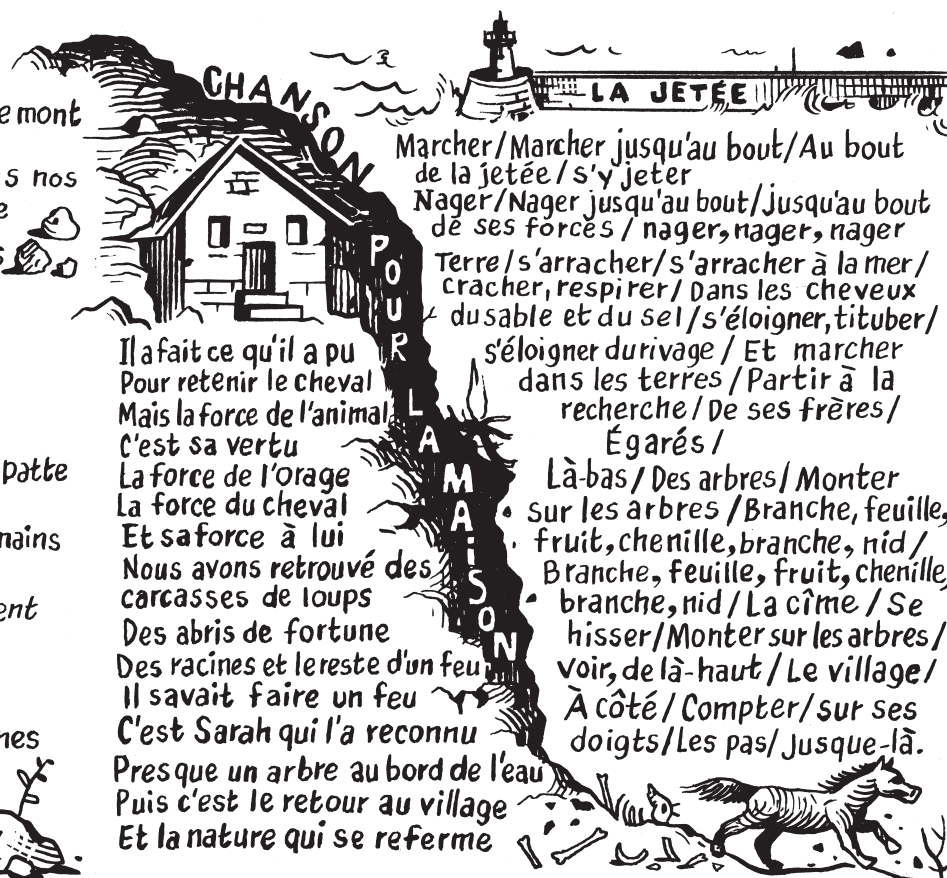 e mont
s nos
e
s
patte
mains
ent
nes
CHANSON
POUR LA MAISON
Il a fait ce qu'il a pu
Pour retenir le cheval
Mais la force de l'animal
C'est sa vertu
La force de l'orage
La force du cheval
Et sa force à lui
Nous avons retrouvé des
carcasses de loups
Des abris de fortune
Des racines et le reste d'un feu
Il savait faire un feu
C'est Sarah qui l'a reconnu
Presque un arbre au bord de l'eau
Puis c'est le retour au village
Et la nature qui se referme
LA JETÉE
Marcher/Marcher jusqu'au bout/Au bout
de la jetée/s'y jeter
Nager/Nager jusqu'au bout/Jusqu'au bout
de ses forces/nager, nager, nager
Terre/s'arracher/s'arracher à la mer/
Cracher, respirer/Dans les cheveux
du sable et du sel/s'éloigner, tituber/
s'éloigner du rivage/Et marcher
dans les terres/Partir à la
recherche/De ses frères/
Égarés/
Là-bas/Des arbres/Monter
sur les arbres/Branche, feuille,
fruit, chenille, branche, nid/
Branche, feuille, fruit, chenille,
branche, nid/La cîme/Se
hisser/Monter sur les arbres/
Voir, de là-haut/Le village/
À côté/Compter/sur ses
doigts/Les pas/Jusque-là.